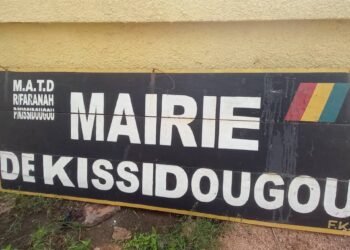 M.A.T.D
R/FARANAH
P/KISSIDOUGOU
MAIRIE
DE KISSIDOUGOU
F.K